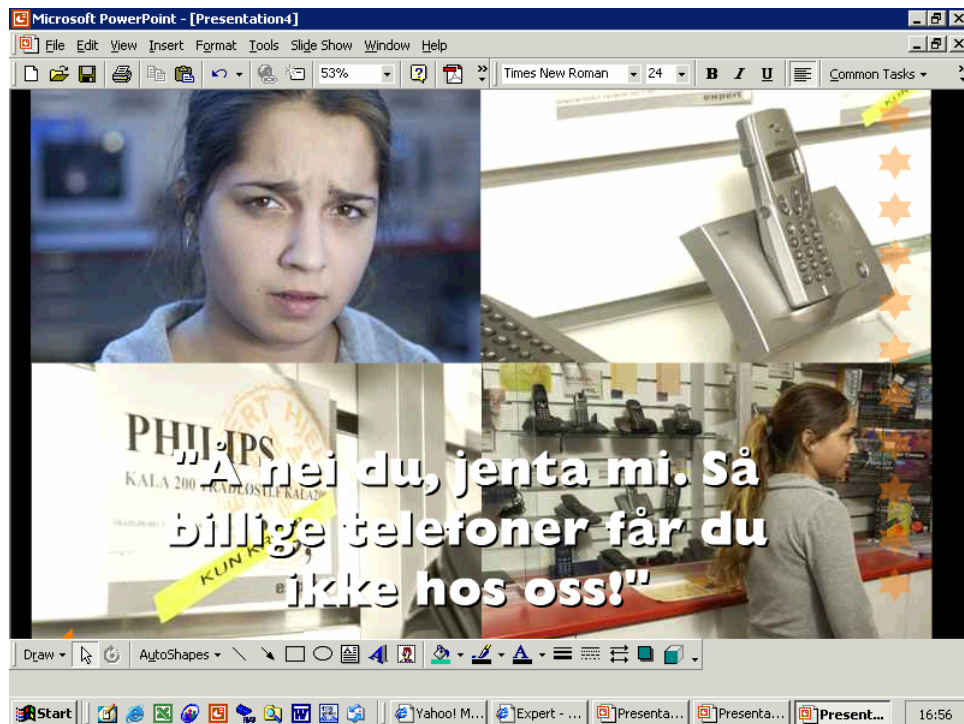 Microsoft PowerPoint - [Presentation4]
File Edit View Insert Format Tools Slide Show Window Help
53% Times New Roman 24 B I U Common Tasks
expert
PHILIPS
KALA 200 TRÅDLØST
"Å nei du, jenta mi. Så
billige telefoner får du
ikke hos oss!"
Draw AutoShapes
Start Yahoo! M... Expert - ... Presenta... Presenta... Present... 16:56